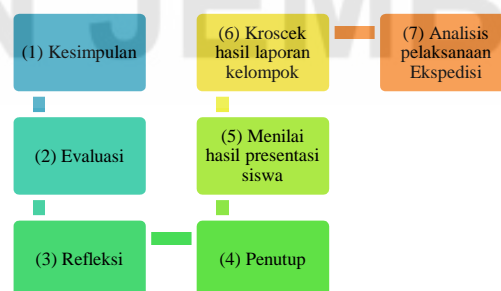 (1) Kesimpulan
(2) Evaluasi
(3) Refleksi
(4) Penutup
(5) Menilai
hasil presentasi
siswa
(6) Kroscek
hasil laporan
kelompok
(7) Analisis
pelaksanaan
Ekspedisi